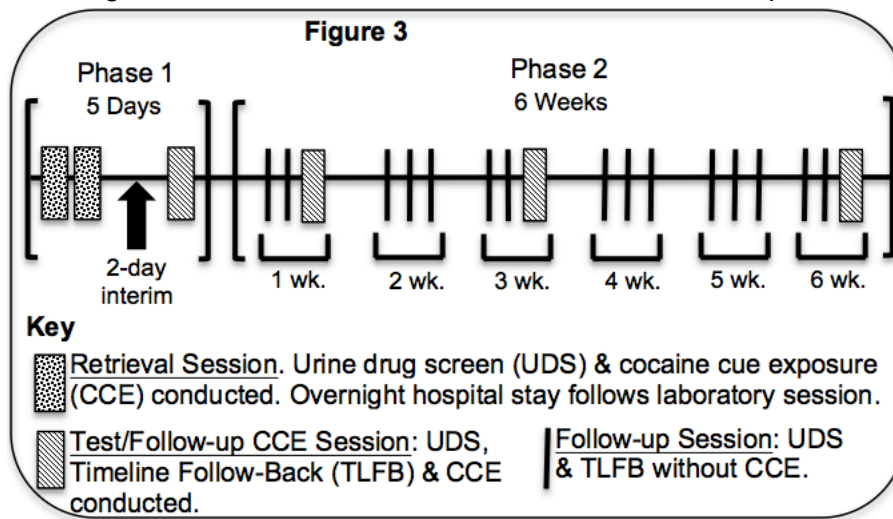 Figure 3
Phase 1
5 Days
Phase 2
6 Weeks
2-day
interim
1 wk.
2 wk.
3 wk.
4 wk.
5 wk.
6 wk.
Key
Retrieval Session. Urine drug screen (UDS) & cocaine cue exposure
(CCE) conducted. Overnight hospital stay follows laboratory session.
Test/Follow-up CCE Session: UDS,
Timeline Follow-Back (TLFB) & CCE
conducted.
Follow-up Session: UDS
& TLFB without CCE.